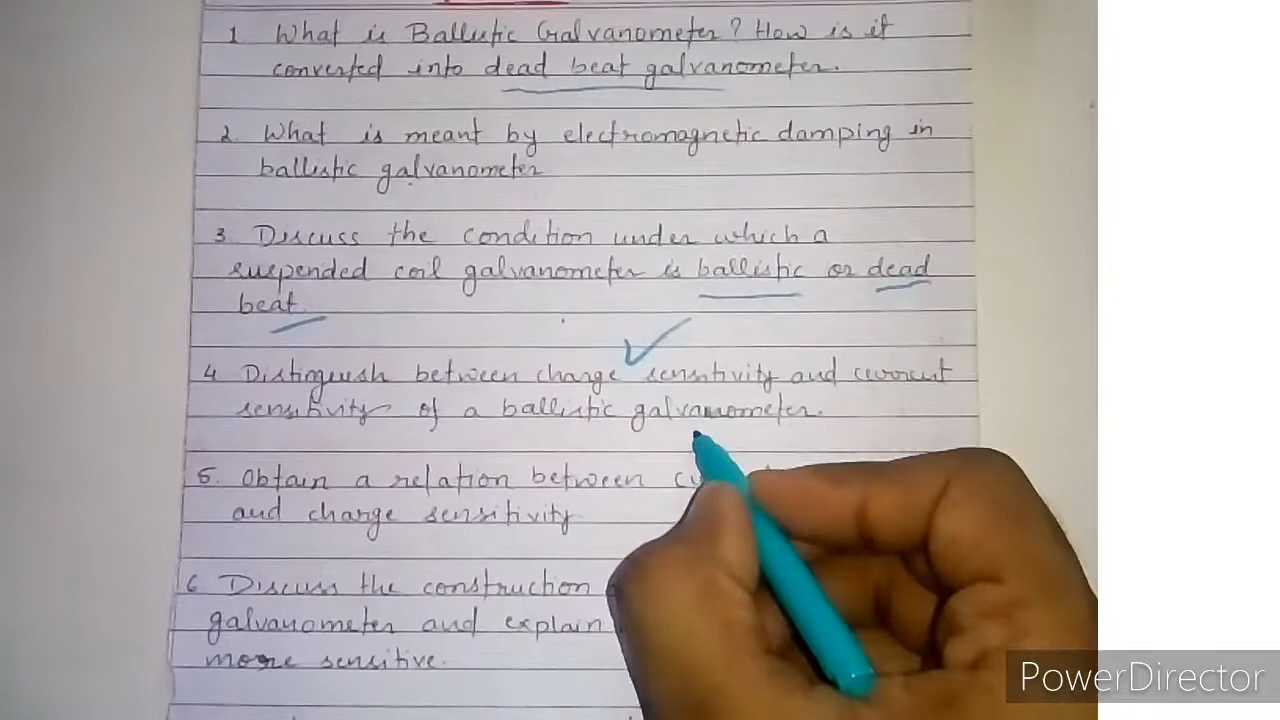 1 What is Ballistic Galvanometer? How is it
converted into dead beat galvanometer.
2. What is meant by electromagnetic damping in
ballistic galvanometer
3 Discuss the condition under which a
suspended coil galvanometer is ballistic or dead
beat.
4 Distinguish between charge sensitivity and current
sensitivity of a ballistic galvanometer.
5. Obtain a relation between
and charge sensitivity.
6 Discuss the construction
galvanometer and explain
more sensitive.
PowerDirector